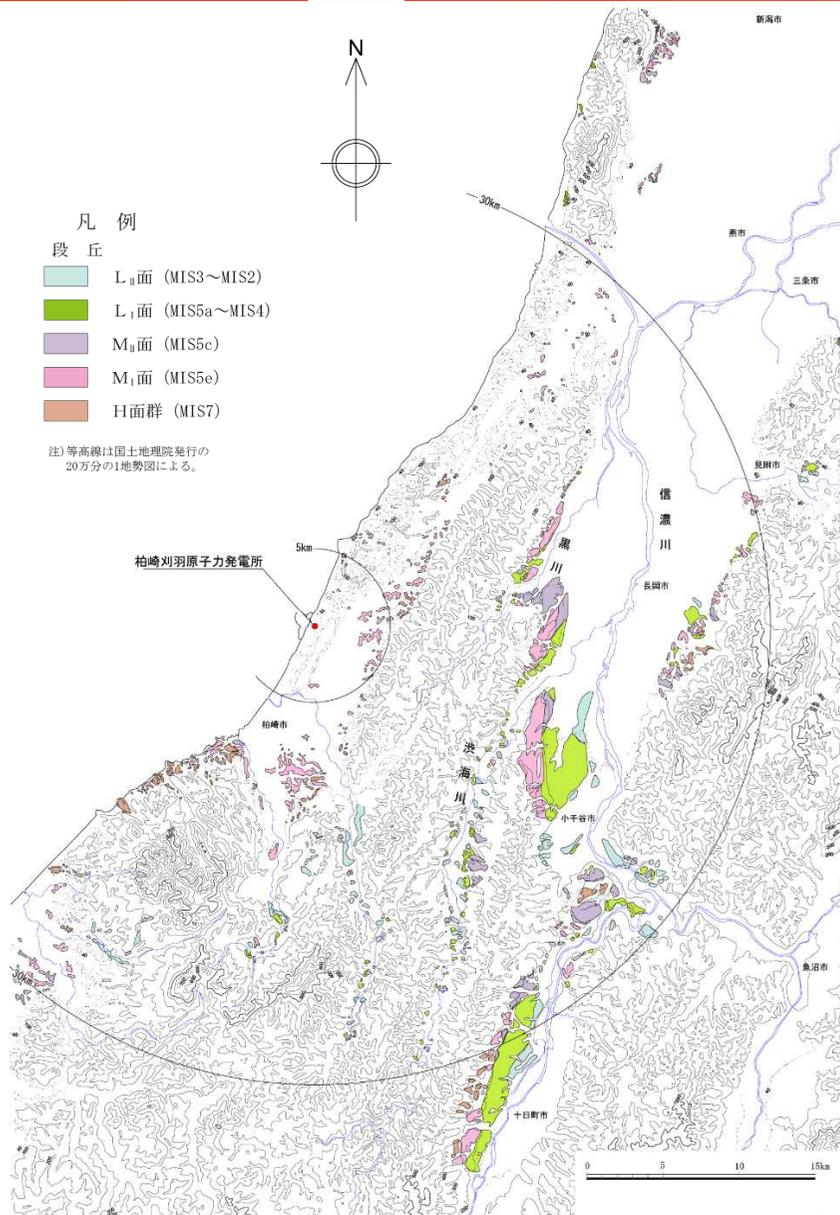 新潟市
N
30km
凡 例
段 丘
LⅡ面 (MIS3～MIS2)
LⅠ面 (MIS5a～MIS4)
MⅡ面 (MIS5c)
MⅠ面 (MIS5e)
H面群 (MIS7)
注) 等高線は国土地理院発行の
20万分の1地勢図による。
燕市
三条市
見附市
信濃川
黒川
5km
柏崎刈羽原子力発電所
長岡市
柏崎市
渋海川
小千谷市
魚沼市
30km
十日町市
0 5 10 15km